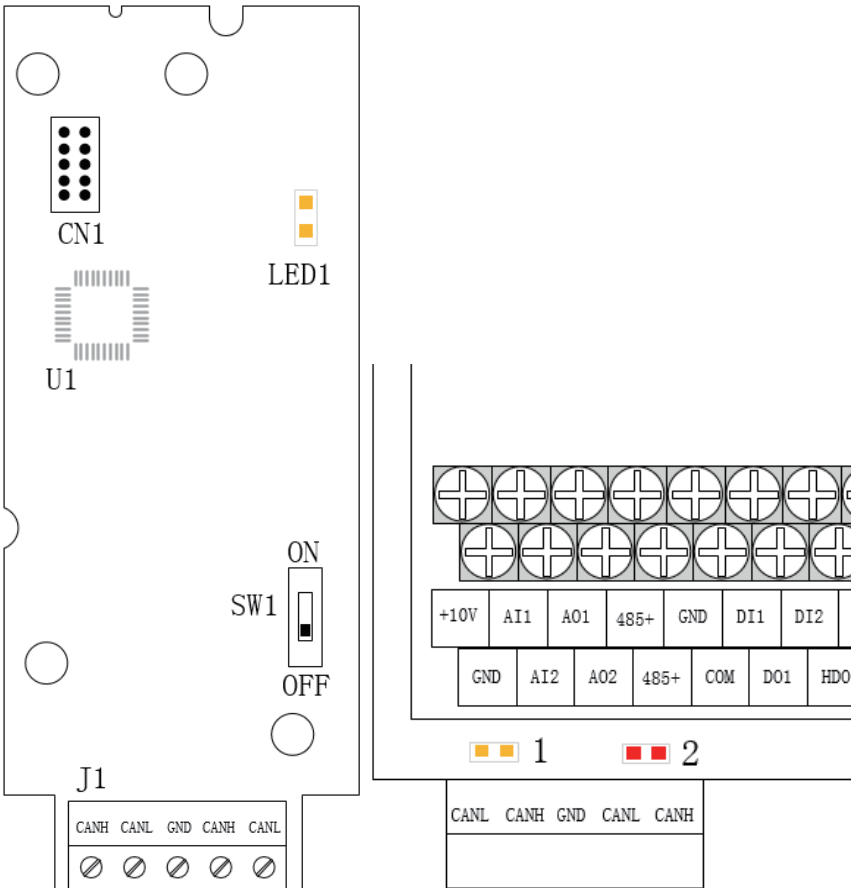 CN1
LED1
U1
ON
SW1
OFF
J1
CANH CANL GND CANH CANL
+10V AI1 AO1 485+ GND DI1 DI2
GND AI2 AO2 485+ COM DO1 HDO
1 2
CANL CANH GND CANL CANH